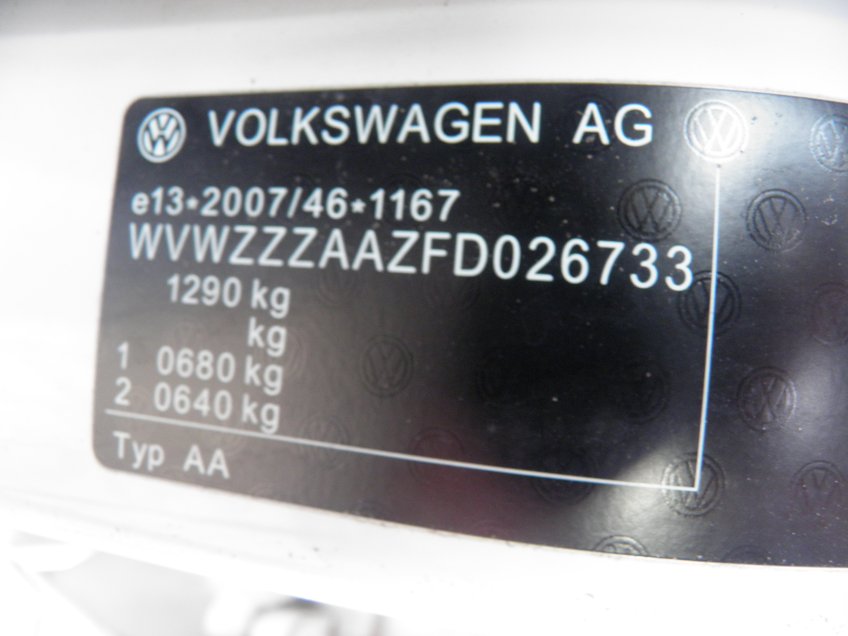 VOLKSWAGEN AG
e13*2007/46*1167
WVWZZZAAZFD026733
1290 kg
kg
1 0680 kg
2 0640 kg
Typ AA